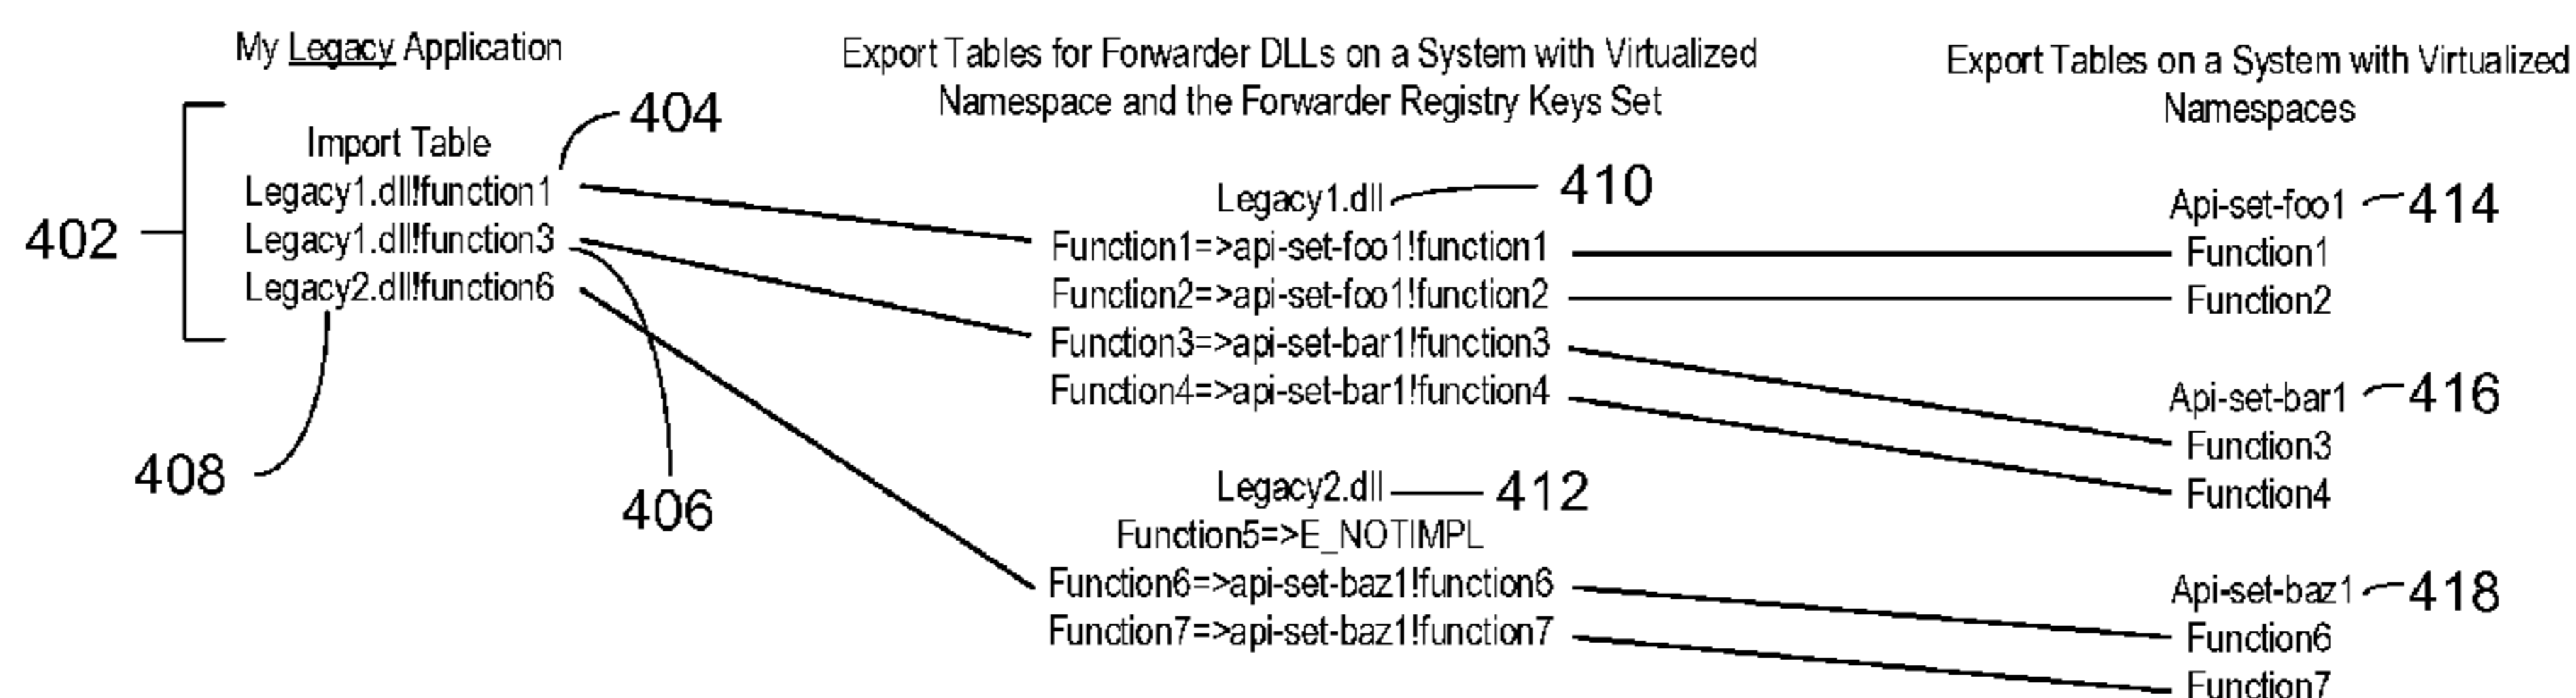 My Legacy Application
402
Import Table
404
Legacy1.dll!function1
Legacy1.dll!function3
Legacy2.dll!function6
408
406
Export Tables for Forwarder DLLs on a System with Virtualized
Namespace and the Forwarder Registry Keys Set
Legacy1.dll 410
Function1=>api-set-foo1!function1
Function2=>api-set-foo1!function2
Function3=>api-set-bar1!function3
Function4=>api-set-bar1!function4
Legacy2.dll 412
Function5=>E_NOTIMPL
Function6=>api-set-baz1!function6
Function7=>api-set-baz1!function7
Export Tables on a System with Virtualized
Namespaces
Api-set-foo1 414
Function1
Function2
Api-set-bar1 416
Function3
Function4
Api-set-baz1 418
Function6
Function7